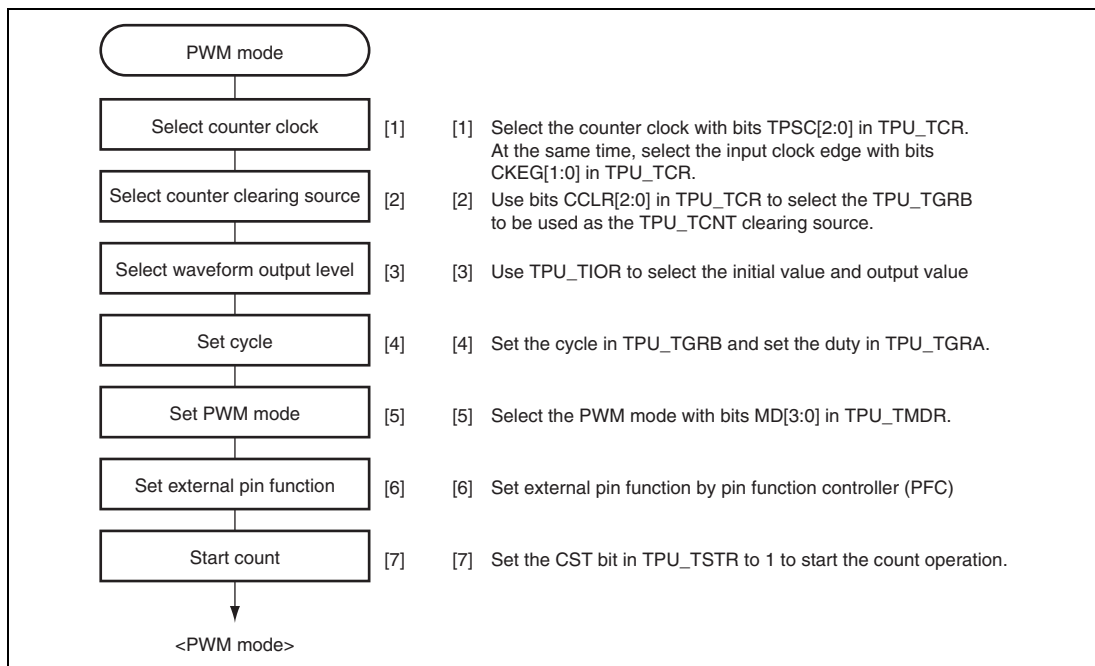 PWM mode
Select counter clock [1]
[1] Select the counter clock with bits TPSC[2:0] in TPU_TCR.
At the same time, select the input clock edge with bits
CKEG[1:0] in TPU_TCR.
Select counter clearing source [2]
[2] Use bits CCLR[2:0] in TPU_TCR to select the TPU_TGRB
to be used as the TPU_TCNT clearing source.
Select waveform output level [3]
[3] Use TPU_TIOR to select the initial value and output value
Set cycle [4]
[4] Set the cycle in TPU_TGRB and set the duty in TPU_TGRA.
Set PWM mode [5]
[5] Select the PWM mode with bits MD[3:0] in TPU_TMDR.
Set external pin function [6]
[6] Set external pin function by pin function controller (PFC)
Start count [7]
[7] Set the CST bit in TPU_TSTR to 1 to start the count operation.
<PWM mode>